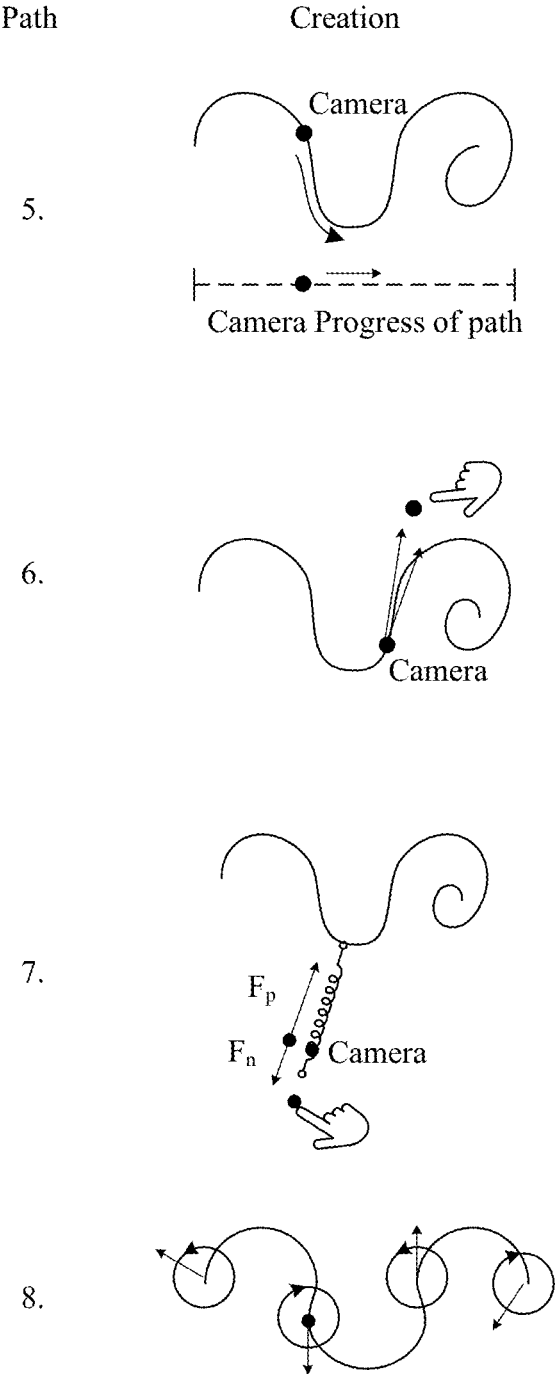 Path Creation
Camera
5.
Camera Progress of path
6.
Camera
7.
Fp
Fn Camera
8.